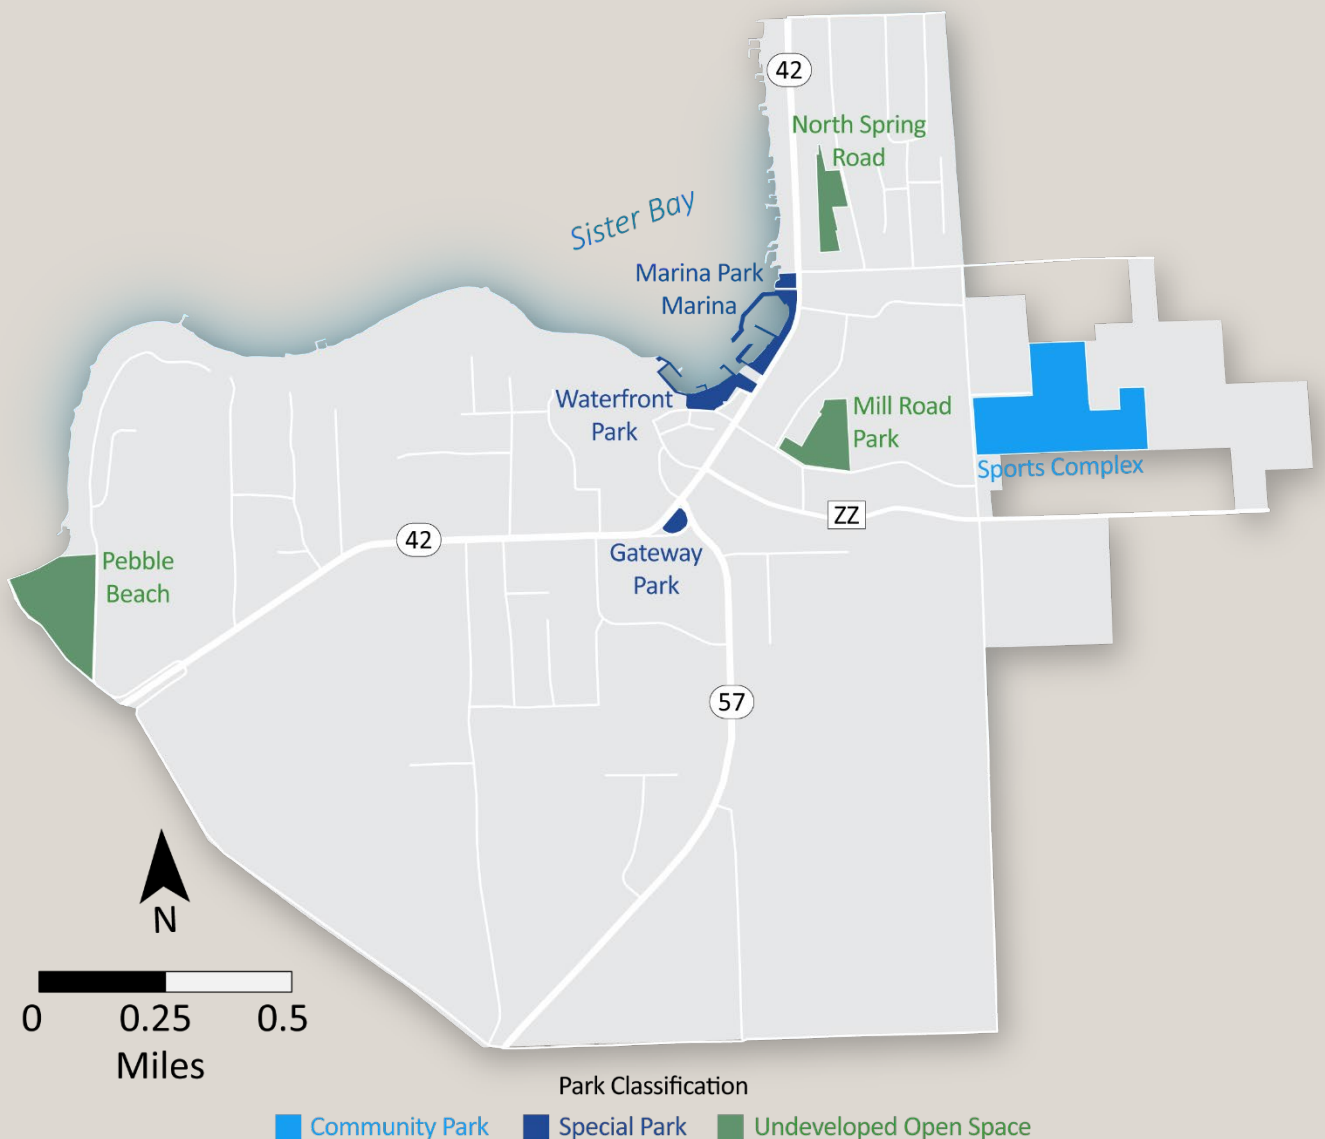 42
North Spring
Road
Sister Bay
Marina Park
Marina
Waterfront
Park
Mill Road
Park
Sports Complex
ZZ
42
Gateway
Park
Pebble
Beach
57
N
0 0.25 0.5
Miles
Park Classification
Community Park Special Park Undeveloped Open Space